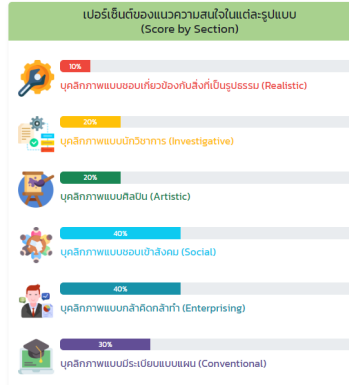 เปอร์เซ็นต์ของแนวความสนใจในแต่ละรูปแบบ
(Score by Section)
10%
บุคลิกภาพแบบชอบเกี่ยวข้องกับสิ่งที่เป็นรูปธรรม (Realistic)
20%
บุคลิกภาพแบบนักวิชาการ (Investigative)
20%
บุคลิกภาพแบบศิลปิน (Artistic)
40%
บุคลิกภาพแบบชอบเข้าสังคม (Social)
40%
บุคลิกภาพแบบกล้าคิดกล้าทำ (Enterprising)
30%
บุคลิกภาพแบบมีระเบียบแบบแผน (Conventional)